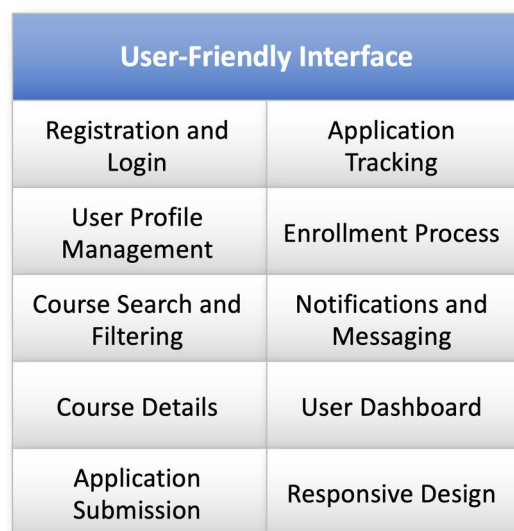 User-Friendly Interface
Registration and
Login
Application
Tracking
User Profile
Management
Enrollment Process
Course Search and
Filtering
Notifications and
Messaging
Course Details
User Dashboard
Application
Submission
Responsive Design